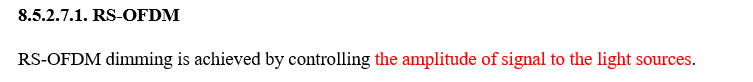 8.5.2.7.1. RS-OFDM
RS-OFDM dimming is achieved by controlling the amplitude of signal to the light sources.